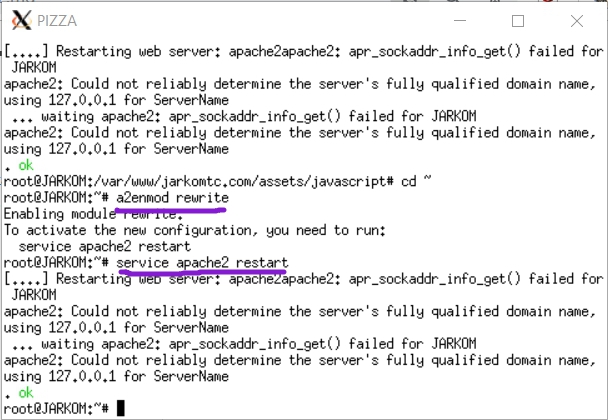 PIZZA
[....] Restarting web server: apache2apache2: apr_sockaddr_info_get() failed for
JARKOM
apache2: Could not reliably determine the server's fully qualified domain name,
using 127.0.0.1 for ServerName
... waiting apache2: apr_sockaddr_info_get() failed for JARKOM
apache2: Could not reliably determine the server's fully qualified domain name,
using 127.0.0.1 for ServerName
. ok
root@JARKOM:/var/www/jarkomtc.com/assets/javascript# cd ~
root@JARKOM:~# a2enmod rewrite
Enabling module rewrite.
To activate the new configuration, you need to run:
service apache2 restart
root@JARKOM:~# service apache2 restart
[....] Restarting web server: apache2apache2: apr_sockaddr_info_get() failed for
JARKOM
apache2: Could not reliably determine the server's fully qualified domain name,
using 127.0.0.1 for ServerName
... waiting apache2: apr_sockaddr_info_get() failed for JARKOM
apache2: Could not reliably determine the server's fully qualified domain name,
using 127.0.0.1 for ServerName
. ok
root@JARKOM:~#